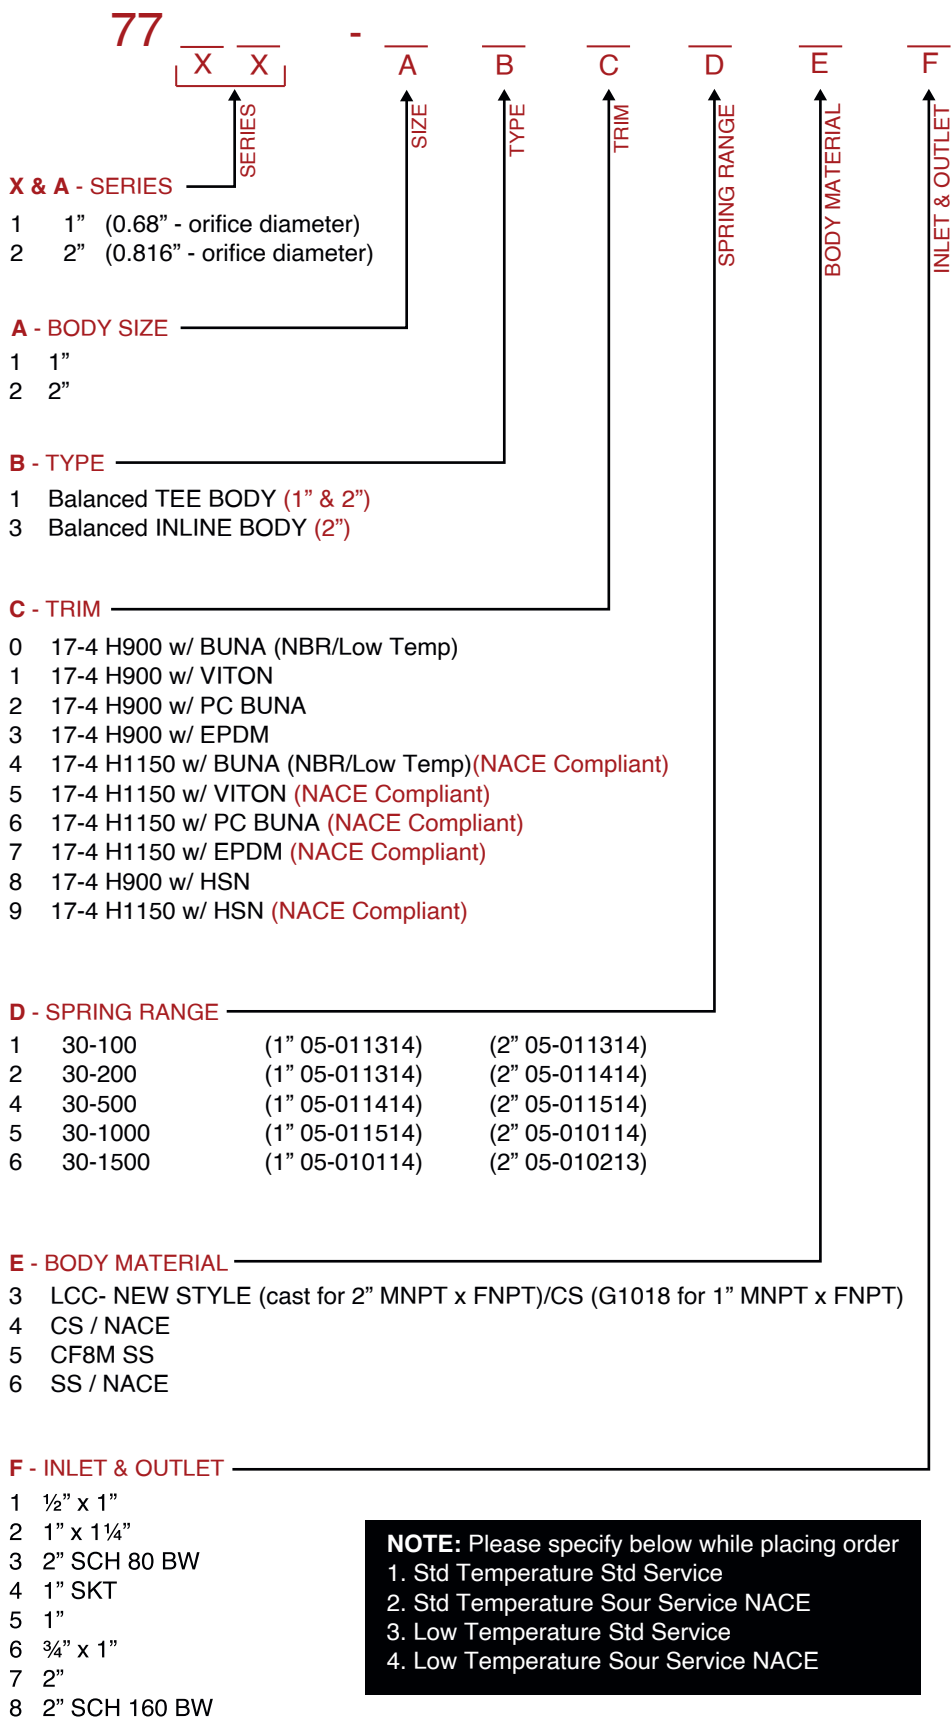 77 X X - A B C D E F
SERIES
SIZE
TYPE
TRIM
SPRING RANGE
BODY MATERIAL
INLET & OUTLET
X & A - SERIES
1 1” (0.68” - orifice diameter)
2 2” (0.816” - orifice diameter)
A - BODY SIZE
1 1”
2 2”
B - TYPE
1 Balanced TEE BODY (1” & 2”)
3 Balanced INLINE BODY (2”)
C - TRIM
0 17-4 H900 w/ BUNA (NBR/Low Temp)
1 17-4 H900 w/ VITON
2 17-4 H900 w/ PC BUNA
3 17-4 H900 w/ EPDM
4 17-4 H1150 w/ BUNA (NBR/Low Temp)(NACE Compliant)
5 17-4 H1150 w/ VITON (NACE Compliant)
6 17-4 H1150 w/ PC BUNA (NACE Compliant)
7 17-4 H1150 w/ EPDM (NACE Compliant)
8 17-4 H900 w/ HSN
9 17-4 H1150 w/ HSN (NACE Compliant)
D - SPRING RANGE
1 30-100 (1” 05-011314) (2” 05-011314)
2 30-200 (1” 05-011314) (2” 05-011414)
4 30-500 (1” 05-011414) (2” 05-011514)
5 30-1000 (1” 05-011514) (2” 05-010114)
6 30-1500 (1” 05-010114) (2” 05-010213)
E - BODY MATERIAL
3 LCC- NEW STYLE (cast for 2” MNPT x FNPT)/CS (G1018 for 1” MNPT x FNPT)
4 CS / NACE
5 CF8M SS
6 SS / NACE
F - INLET & OUTLET
1 ½” x 1”
2 1” x 1¼”
3 2” SCH 80 BW
4 1” SKT
5 1”
6 ¾” x 1”
7 2”
8 2” SCH 160 BW
NOTE: Please specify below while placing order
1. Std Temperature Std Service
2. Std Temperature Sour Service NACE
3. Low Temperature Std Service
4. Low Temperature Sour Service NACE